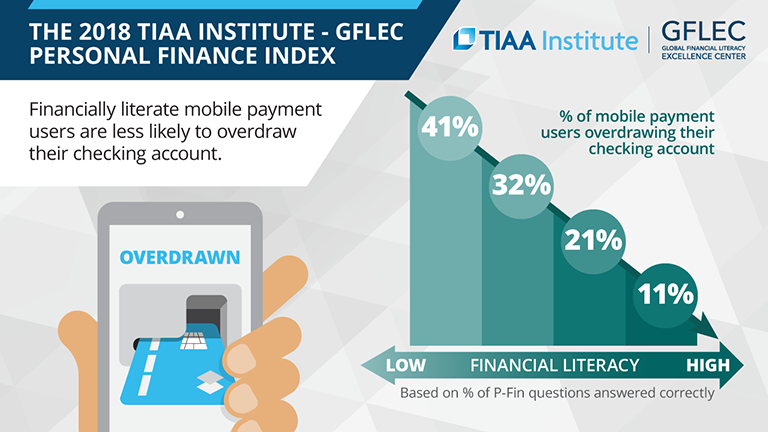 THE 2018 TIAA INSTITUTE - GFLEC
PERSONAL FINANCE INDEX
TIAA Institute
GFLEC
GLOBAL FINANCIAL LITERACY
EXCELLENCE CENTER
Financially literate mobile payment
users are less likely to overdraw
their checking account.
% of mobile payment
users overdrawing their
checking account
41%
32%
21%
11%
OVERDRAWN
LOW FINANCIAL LITERACY HIGH
Based on % of P-Fin questions answered correctly